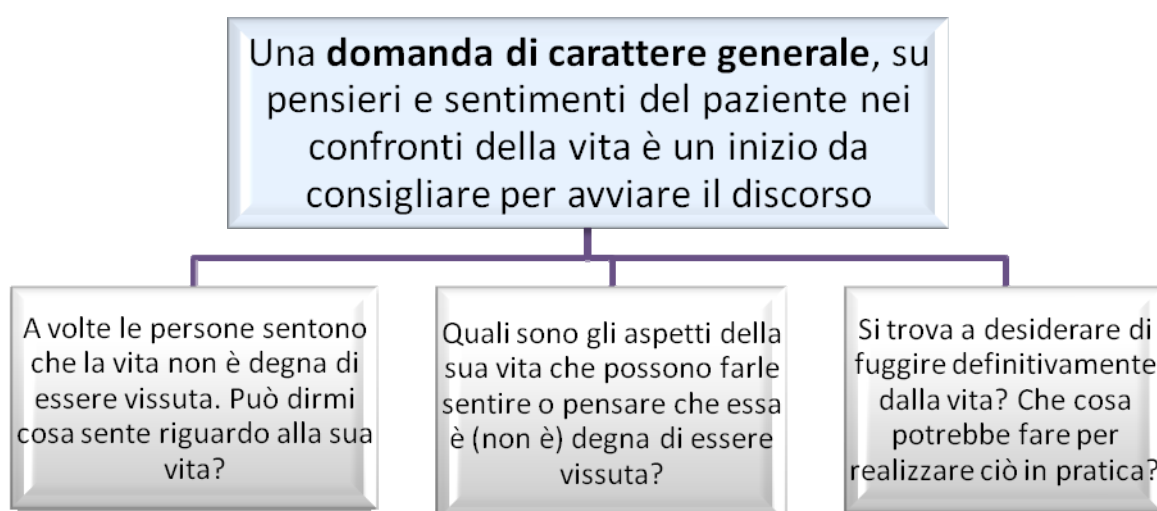 Una domanda di carattere generale, su
pensieri e sentimenti del paziente nei
confronti della vita è un inizio da
consigliare per avviare il discorso
A volte le persone sentono
che la vita non è degna di
essere vissuta. Può dirmi
cosa sente riguardo alla sua
vita?
Quali sono gli aspetti della
sua vita che possono farle
sentire o pensare che essa
è (non è) degna di essere
vissuta?
Si trova a desiderare di
fuggire definitivamente
dalla vita? Che cosa
potrebbe fare per
realizzare ciò in pratica?